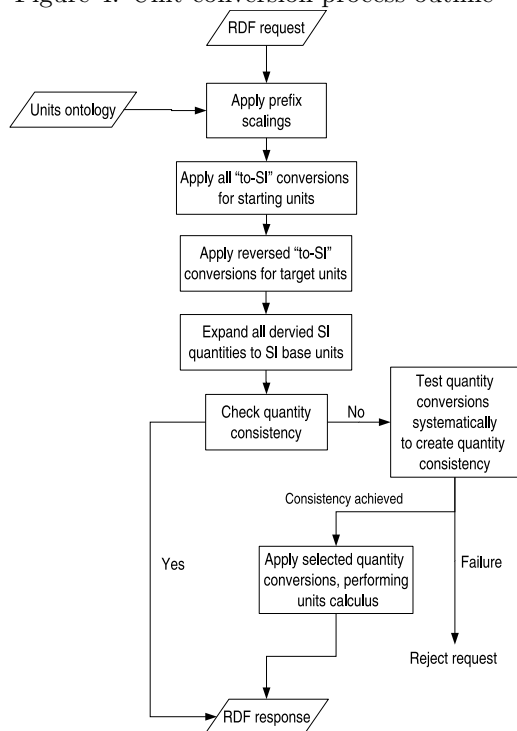 Figure 4: Unit conversion process outline
RDF request
Units ontology
Apply prefix
scalings
Apply all "to-SI" conversions
for starting units
Apply reversed "to-SI"
conversions for target units
Expand all dervied SI
quantities to SI base units
Check quantity
consistency
No
Test quantity
conversions
systematically
to create quantity
consistency
Consistency achieved
Yes
Apply selected quantity
conversions, performing
units calculus
Failure
Reject request
RDF response